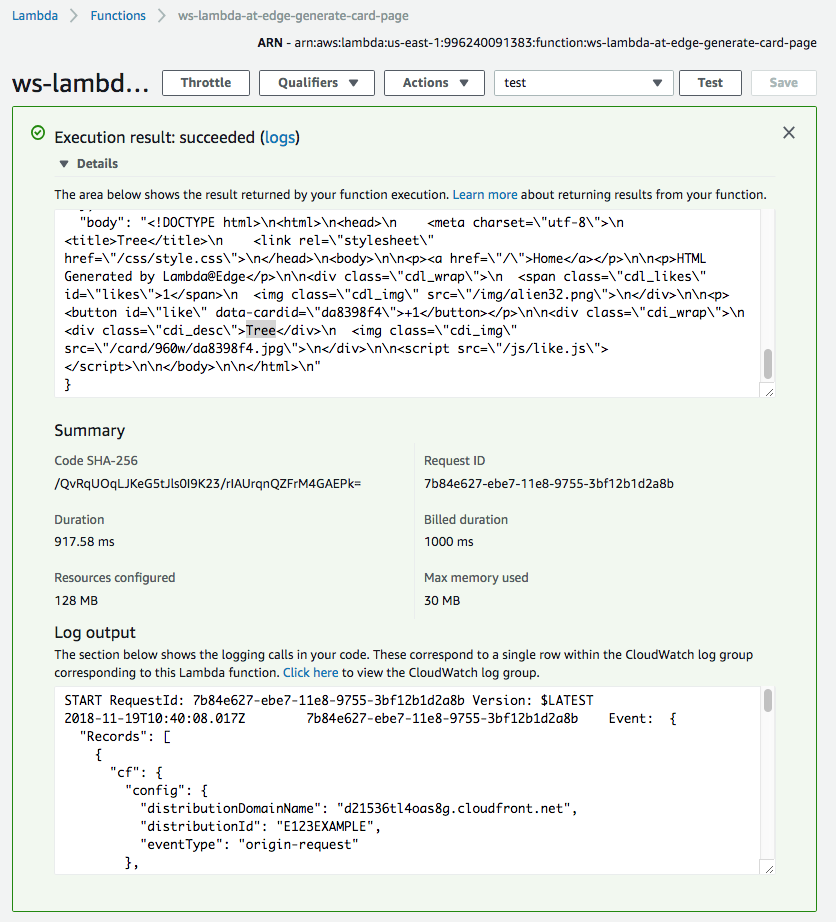 Lambda > Functions > ws-lambda-at-edge-generate-card-page
ARN - arn:aws:lambda:us-east-1:996240091383:function:ws-lambda-at-edge-generate-card-page
ws-lambd... Throttle Qualifiers Actions test Test Save
Execution result: succeeded (logs)
Details
The area below shows the result returned by your function execution. Learn more about returning results from your function.
"body": "<!DOCTYPE html>\n<html>\n<head>\n    <meta charset=\"utf-8\">\n
<title>Tree</title>\n    <link rel=\"stylesheet\"
href=\"/css/style.css\">\n</head>\n<body>\n\n<p><a href=\"/\">Home</a></p>\n\n<p>HTML
Generated by Lambda@Edge</p>\n\n<div class=\"cdl_wrap\">\n  <span class=\"cdl_likes\"
id=\"likes\">1</span>\n  <img class=\"cdl_img\" src=\"/img/alien32.png\">\n</div>\n\n<p>
<button id=\"like\" data-cardid=\"da8398f4\">+1</button></p>\n\n<div class=\"cdi_wrap\">\n
<div class=\"cdi_desc\">Tree</div>\n  <img class=\"cdi_img\"
src=\"/card/960w/da8398f4.jpg\">\n</div>\n\n<script src=\"/js/like.js\">
</script>\n\n</body>\n\n</html>\n"
}
Summary
Code SHA-256
/QvRqUOqLJKeG5tJls0I9K23/rIAUrqnQZFrM4GAEPk=
Request ID
7b84e627-ebe7-11e8-9755-3bf12b1d2a8b
Duration
917.58 ms
Billed duration
1000 ms
Resources configured
128 MB
Max memory used
30 MB
Log output
The section below shows the logging calls in your code. These correspond to a single row within the CloudWatch log group
corresponding to this Lambda function. Click here to view the CloudWatch log group.
START RequestId: 7b84e627-ebe7-11e8-9755-3bf12b1d2a8b Version: $LATEST
2018-11-19T10:40:08.017Z        7b84e627-ebe7-11e8-9755-3bf12b1d2a8b    Event:  {
  "Records": [
    {
      "cf": {
        "config": {
          "distributionDomainName": "d21536tl4oas8g.cloudfront.net",
          "distributionId": "E123EXAMPLE",
          "eventType": "origin-request"
        },